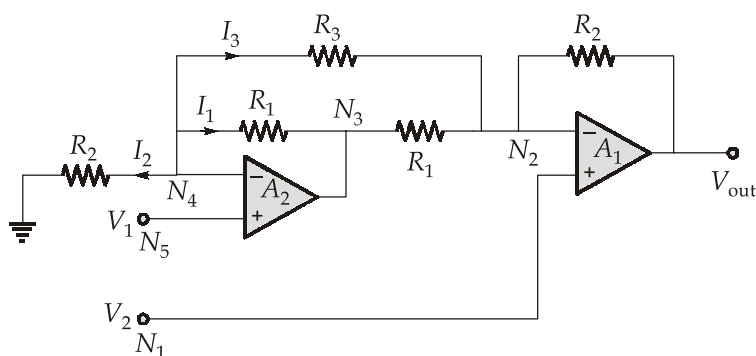 I3
R3
R2
I1
R1
N3
R2
I2
R1
N2
−
A1
+
Vout
N4
−
A2
+
V1
N5
V2
N1